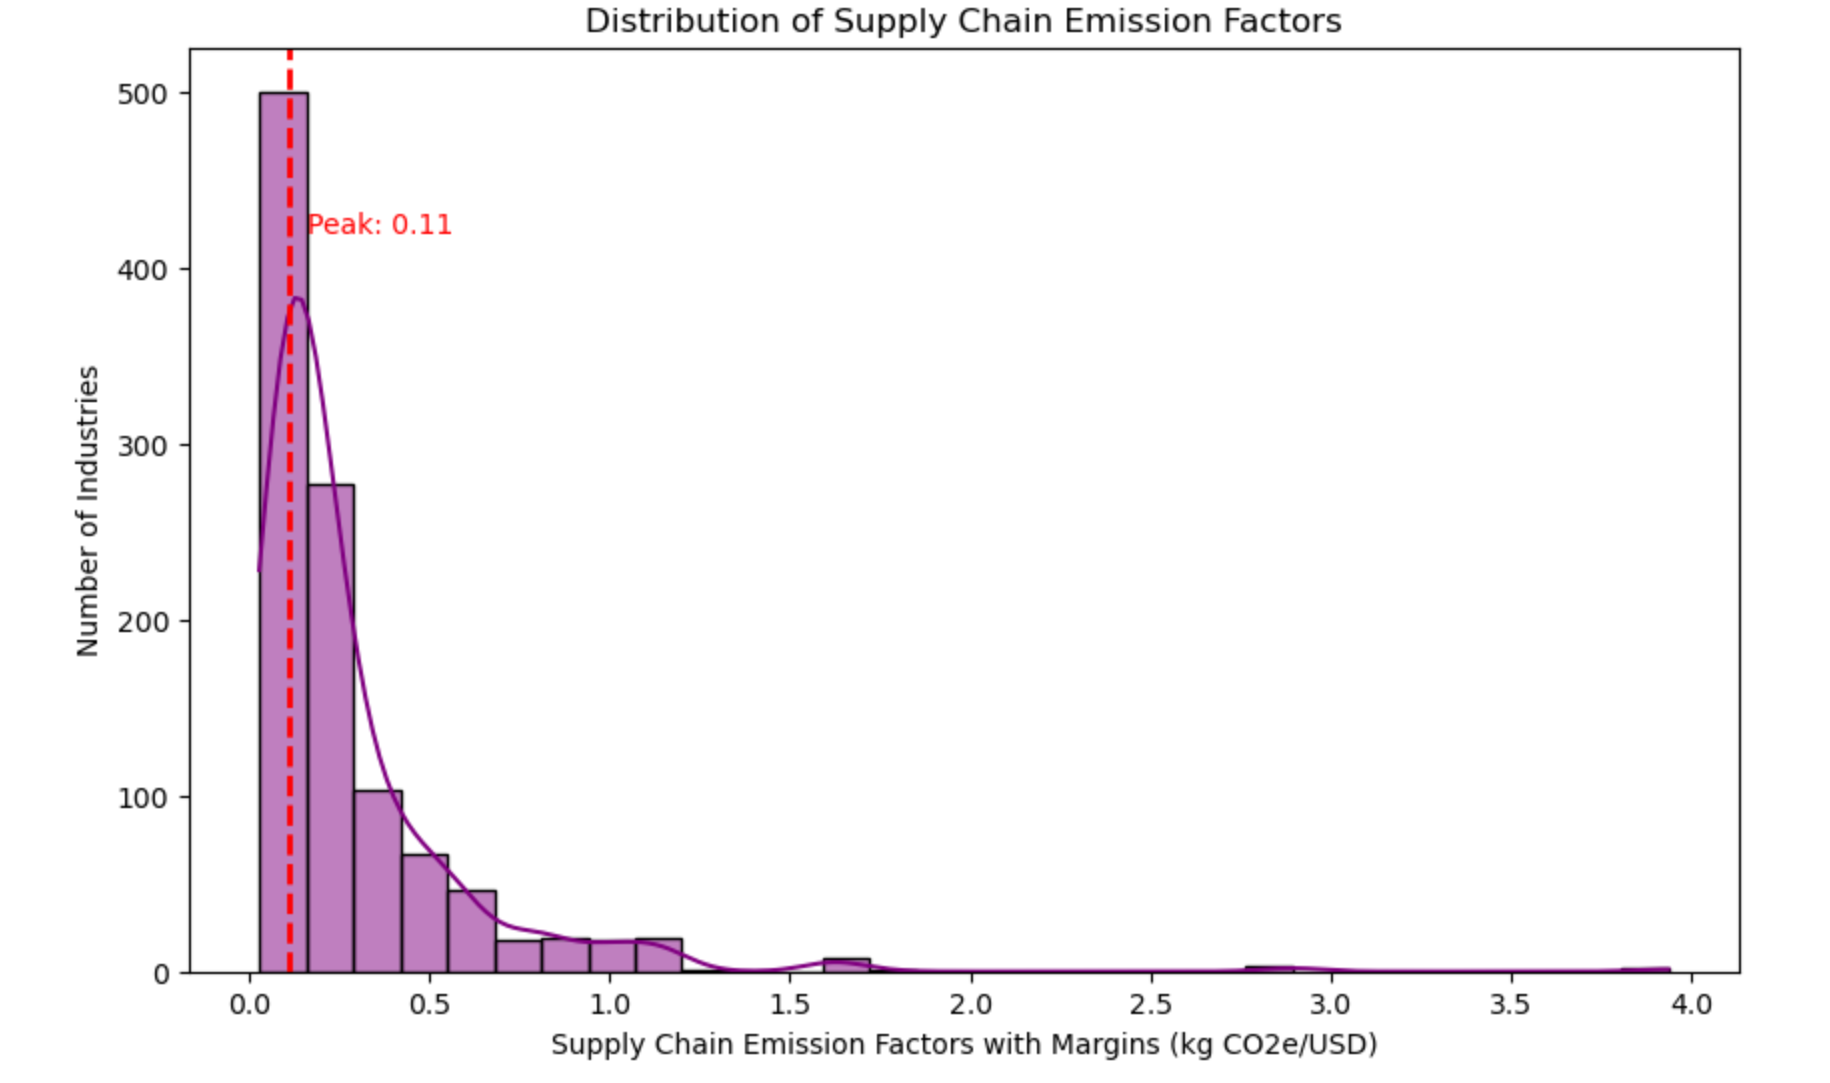 Distribution of Supply Chain Emission Factors
500
400
300
200
100
0
Number of Industries
Peak: 0.11
0.0 0.5 1.0 1.5 2.0 2.5 3.0 3.5 4.0
Supply Chain Emission Factors with Margins (kg CO2e/USD)